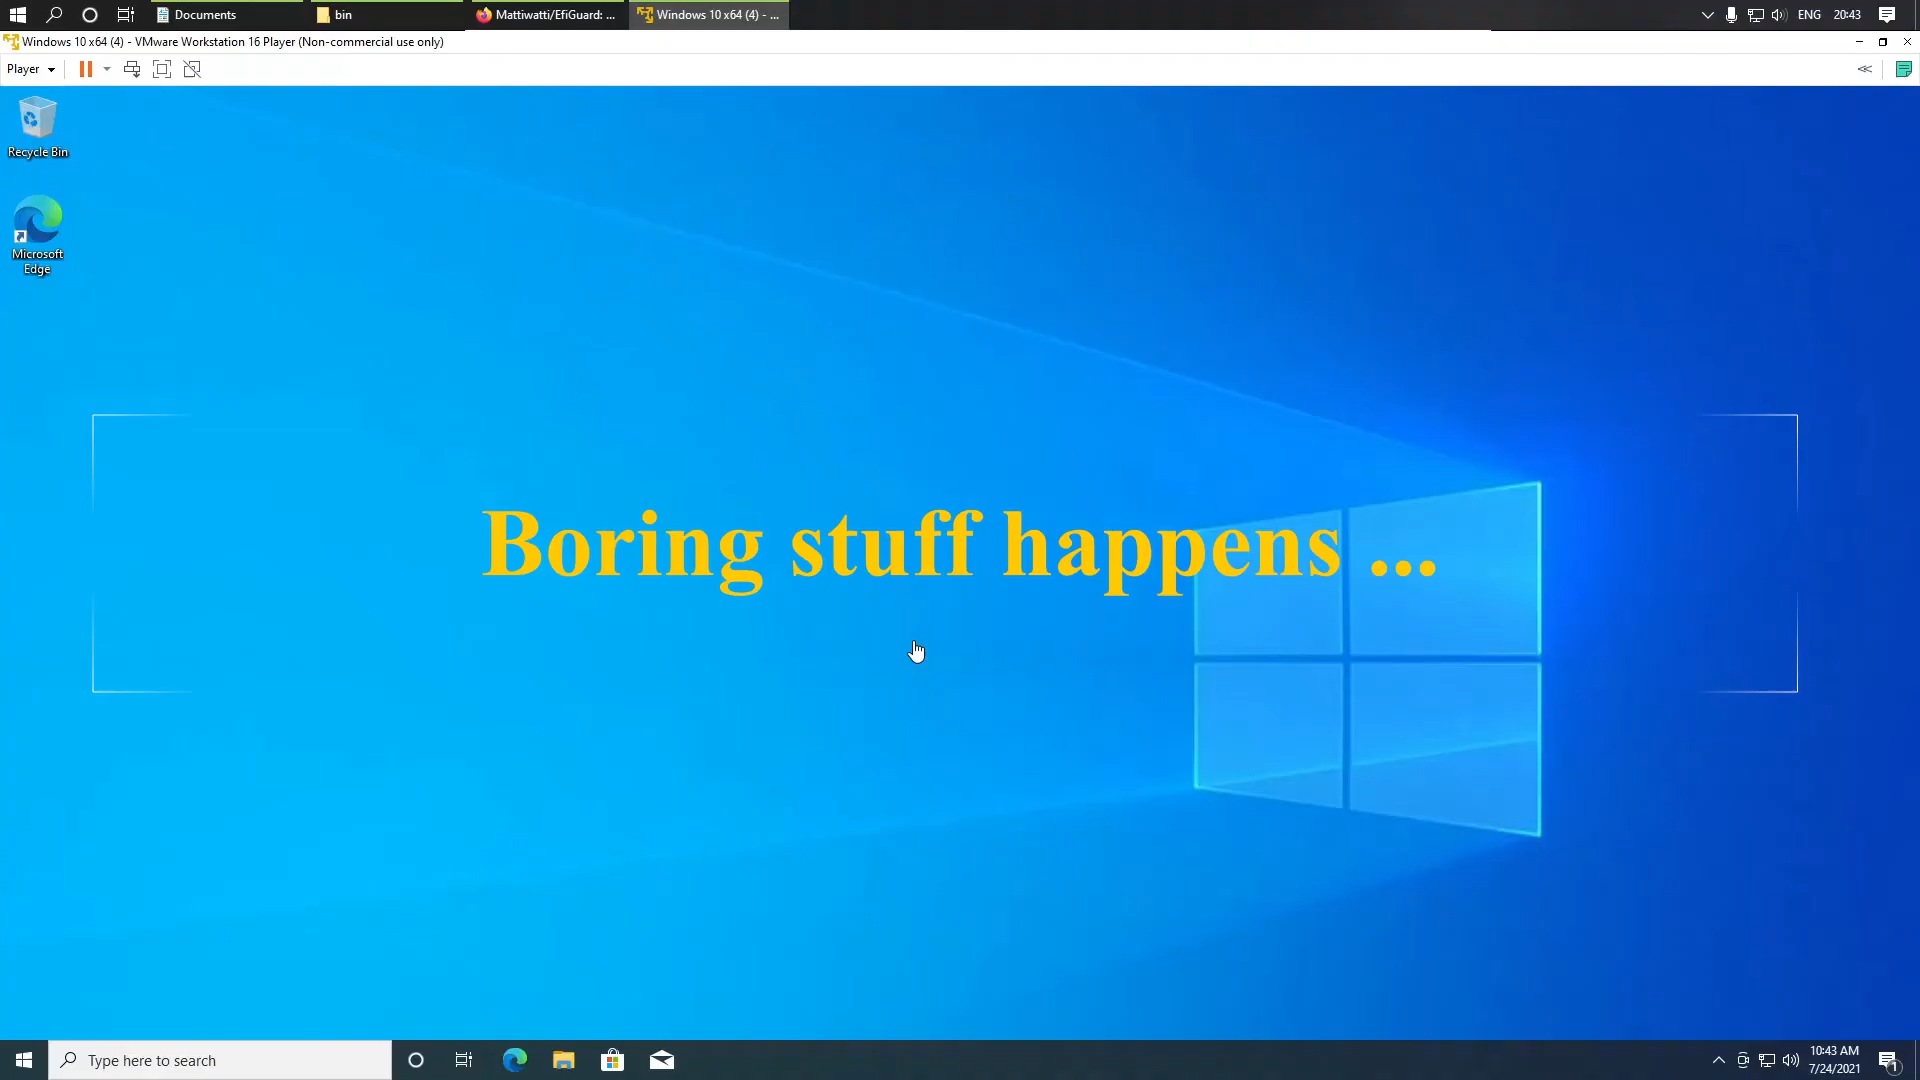 Documents
bin
Mattiwatti/EfiGuard: ...
Windows 10 x64 (4) - ...
ENG
20:43
Windows 10 x64 (4) - VMware Workstation 16 Player (Non-commercial use only)
Player
Recycle Bin
Microsoft
Edge
Boring stuff happens ...
Type here to search
10:43 AM
7/24/2021
1